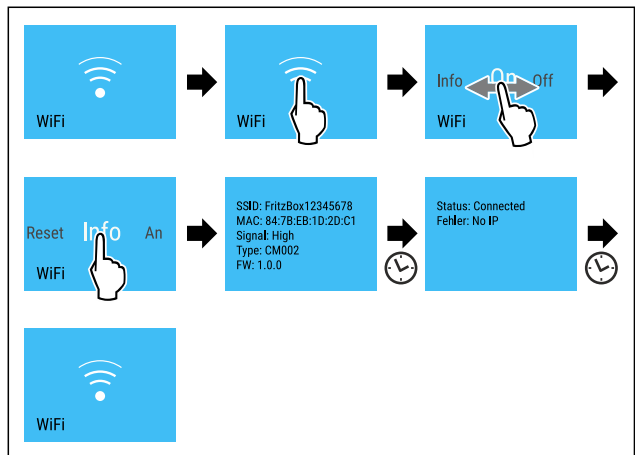 WiFi
WiFi
Info On Off
WiFi
Reset Info An
WiFi
SSID: FritzBox12345678
MAC: 84:7B:EB:1D:2D:C1
Signal: High
Type: CM002
FW: 1.0.0
Status: Connected
Fehler: No IP
WiFi